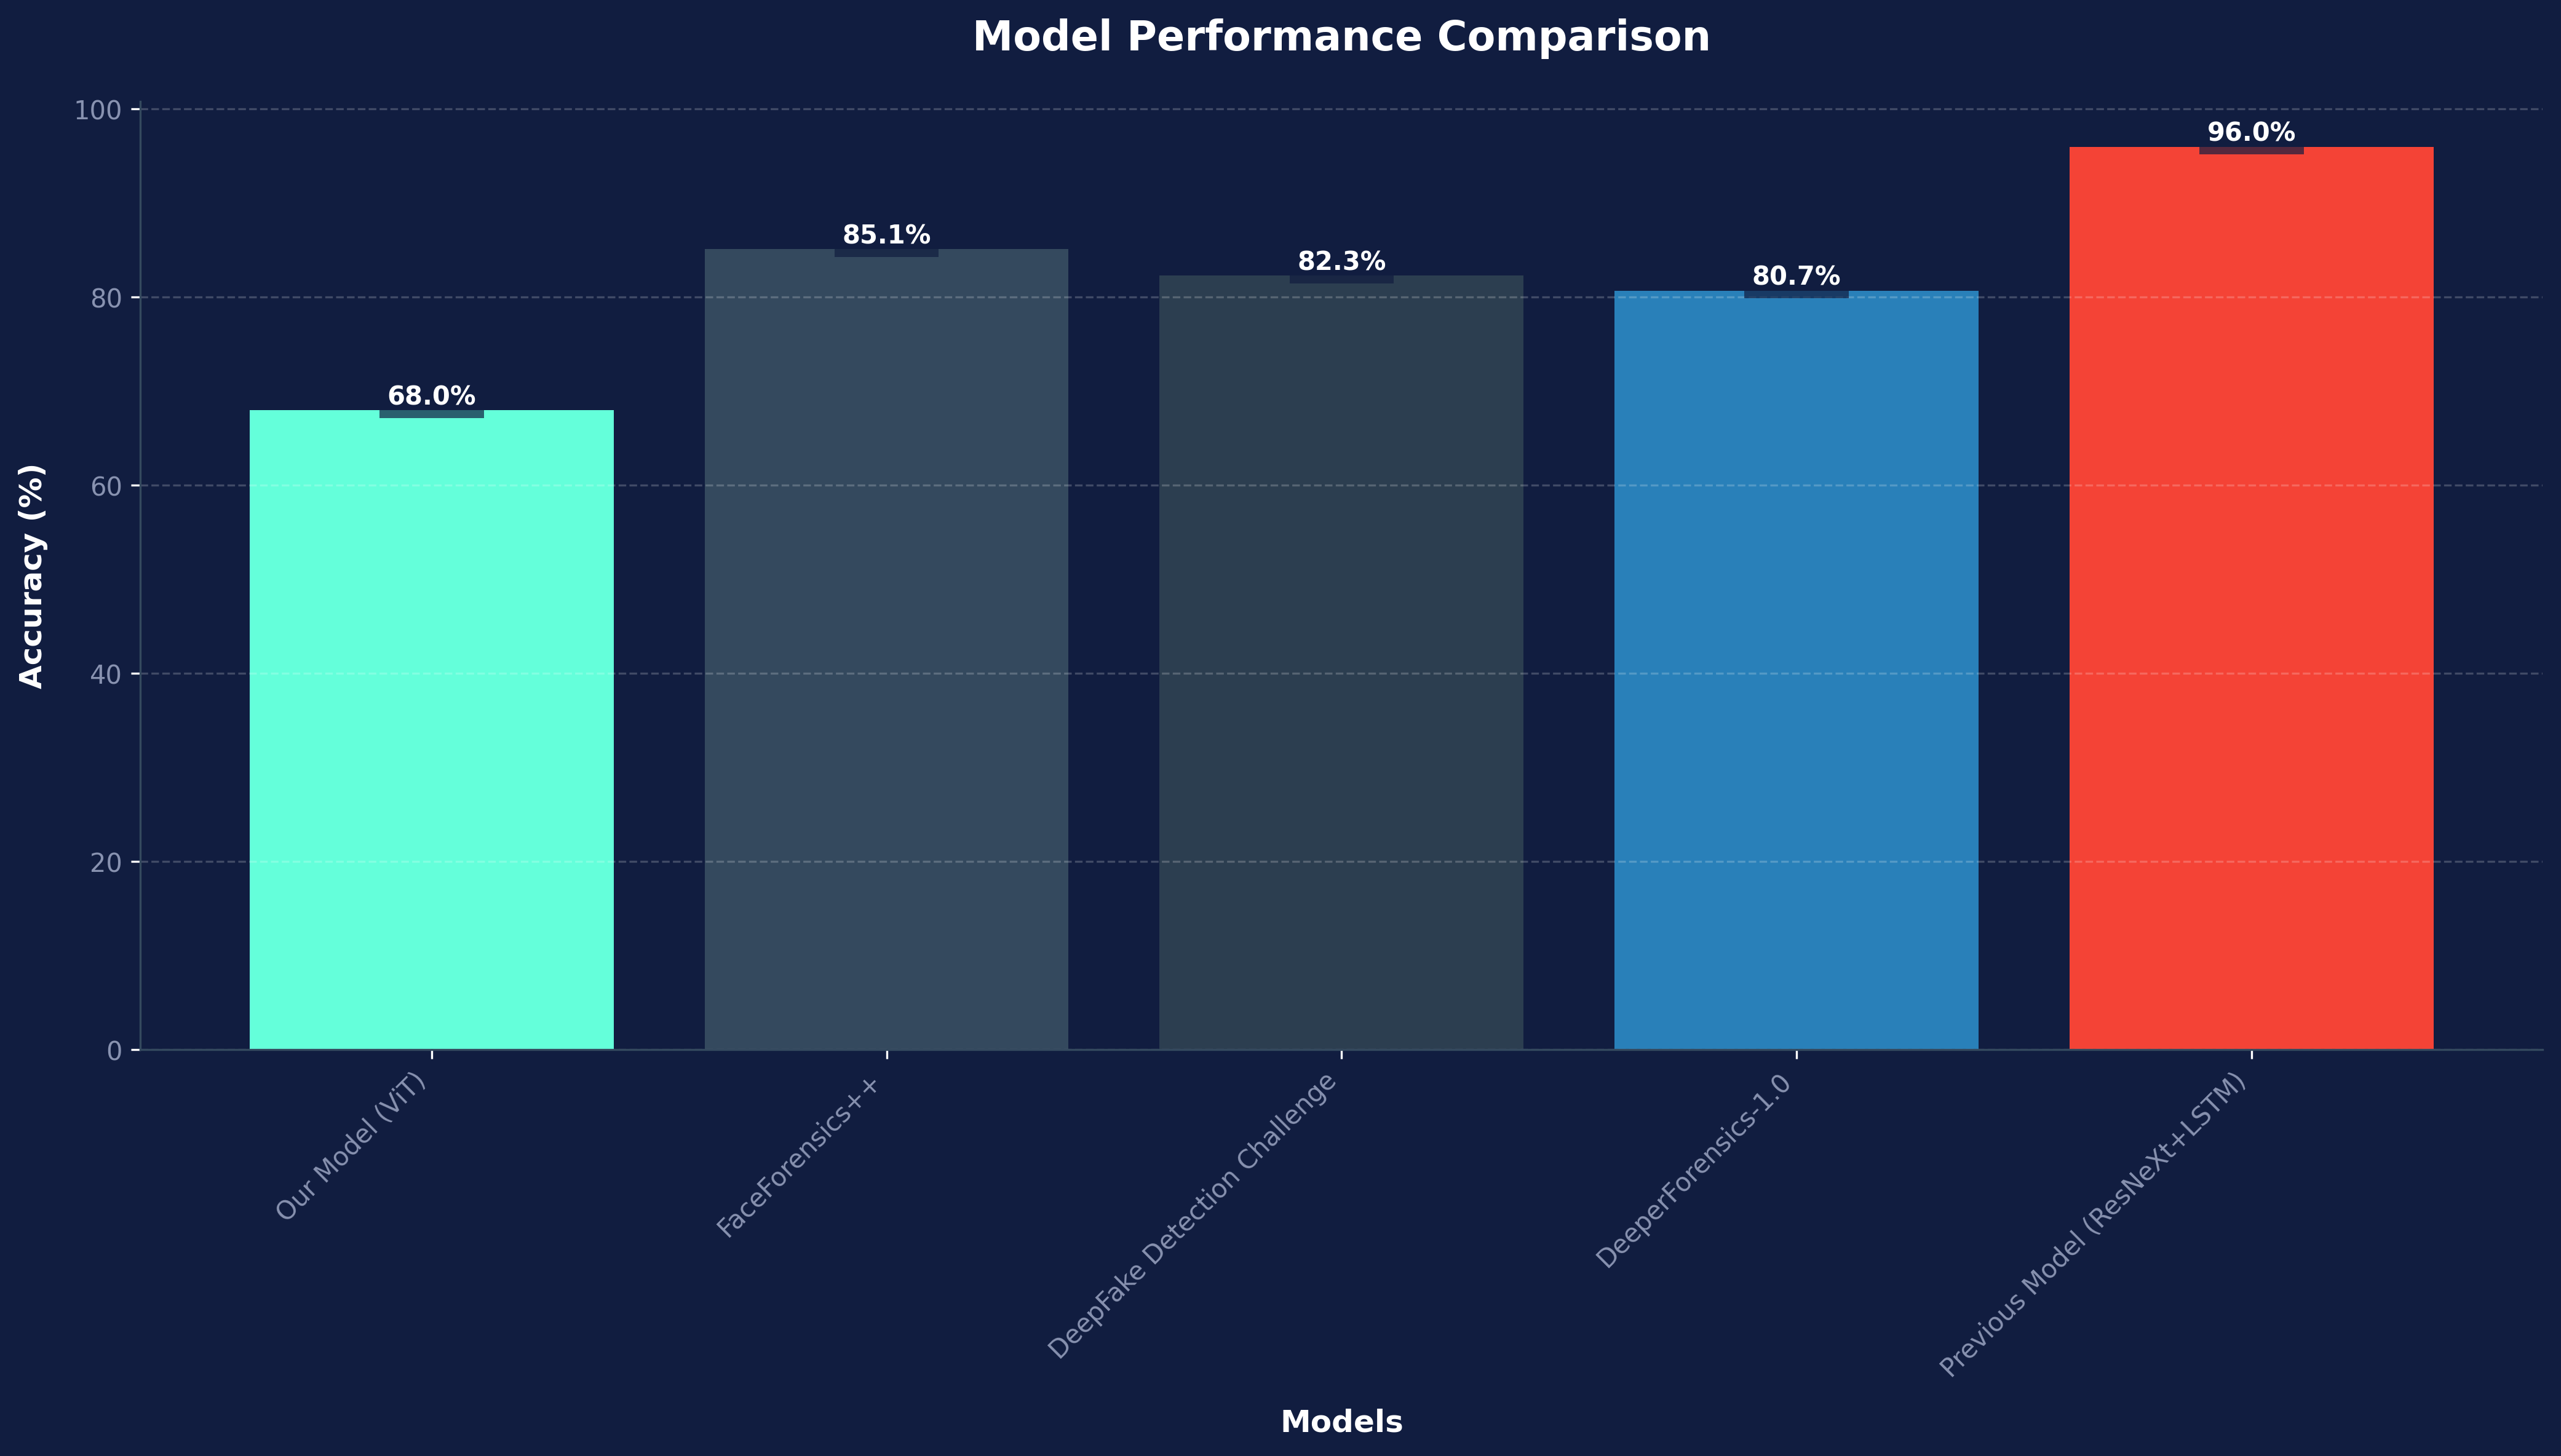 Model Performance Comparison
Accuracy (%)
100
80
60
40
20
0
68.0%
85.1%
82.3%
80.7%
96.0%
Our Model (ViT)
FaceForensics++
DeepFake Detection Challenge
DeeperForensics-1.0
Previous Model (ResNeXt+LSTM)
Models